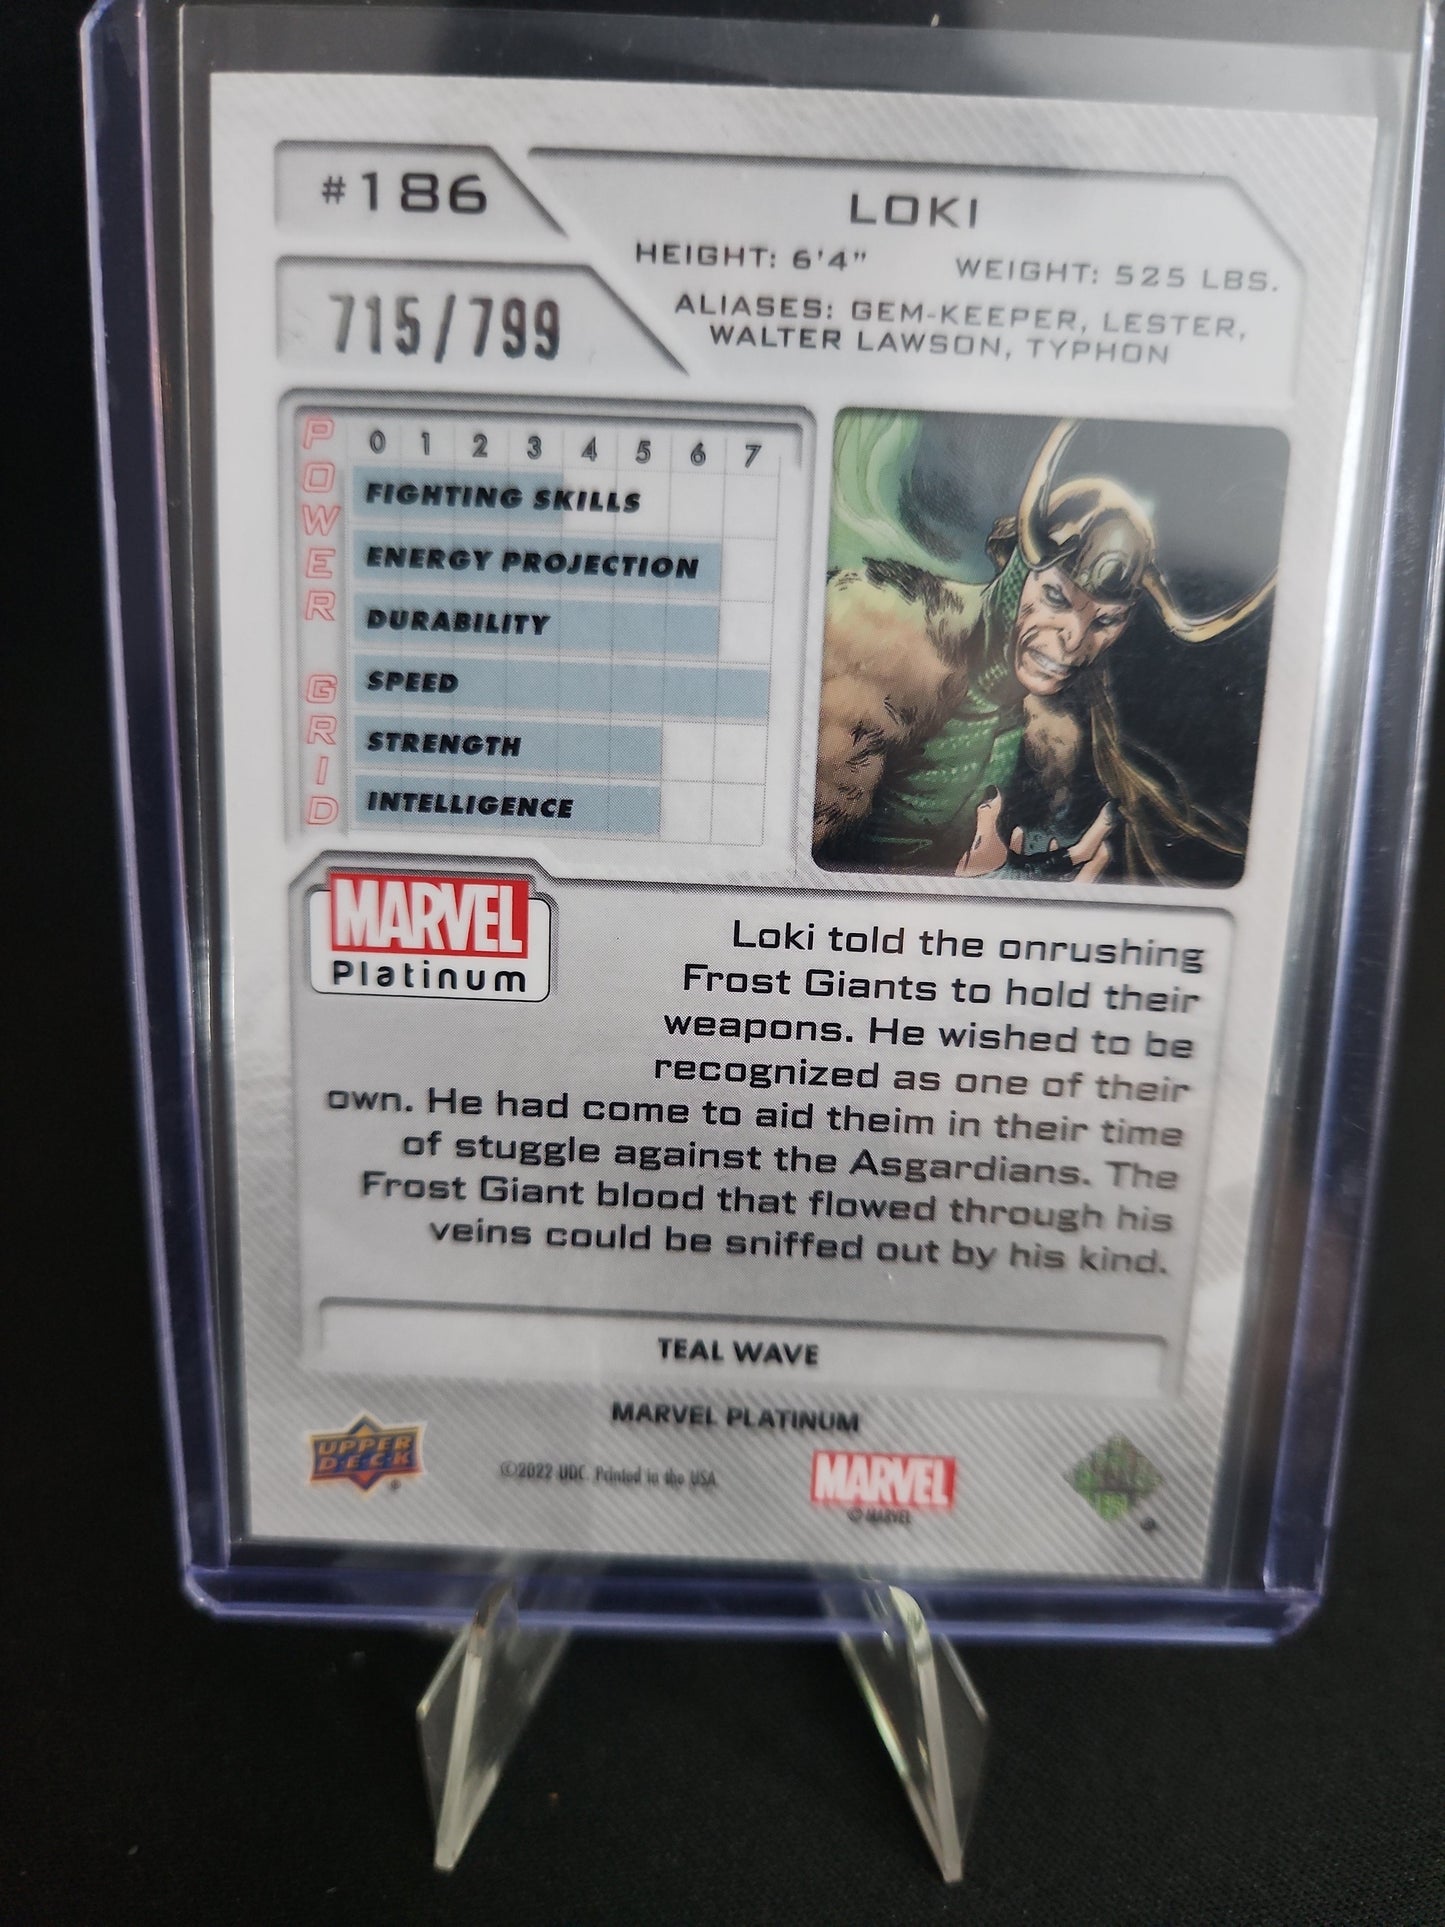 #186
LOKI
HEIGHT: 6'4" WEIGHT: 525 LBS.
715/799
ALIASES: GEM-KEEPER, LESTER,
WALTER LAWSON, TYPHON
POWER GRID
0 1 2 3 4 5 6 7
FIGHTING SKILLS
ENERGY PROJECTION
DURABILITY
SPEED
STRENGTH
INTELLIGENCE
MARVEL
Platinum
Loki told the onrushing
Frost Giants to hold their
weapons. He wished to be
recognized as one of their
own. He had come to aid theim in their time
of stuggle against the Asgardians. The
Frost Giant blood that flowed through his
veins could be sniffed out by his kind.
TEAL WAVE
MARVEL PLATINUM
UPPER
DECK
©2022 UDC. Printed in the USA
MARVEL
© MARVEL